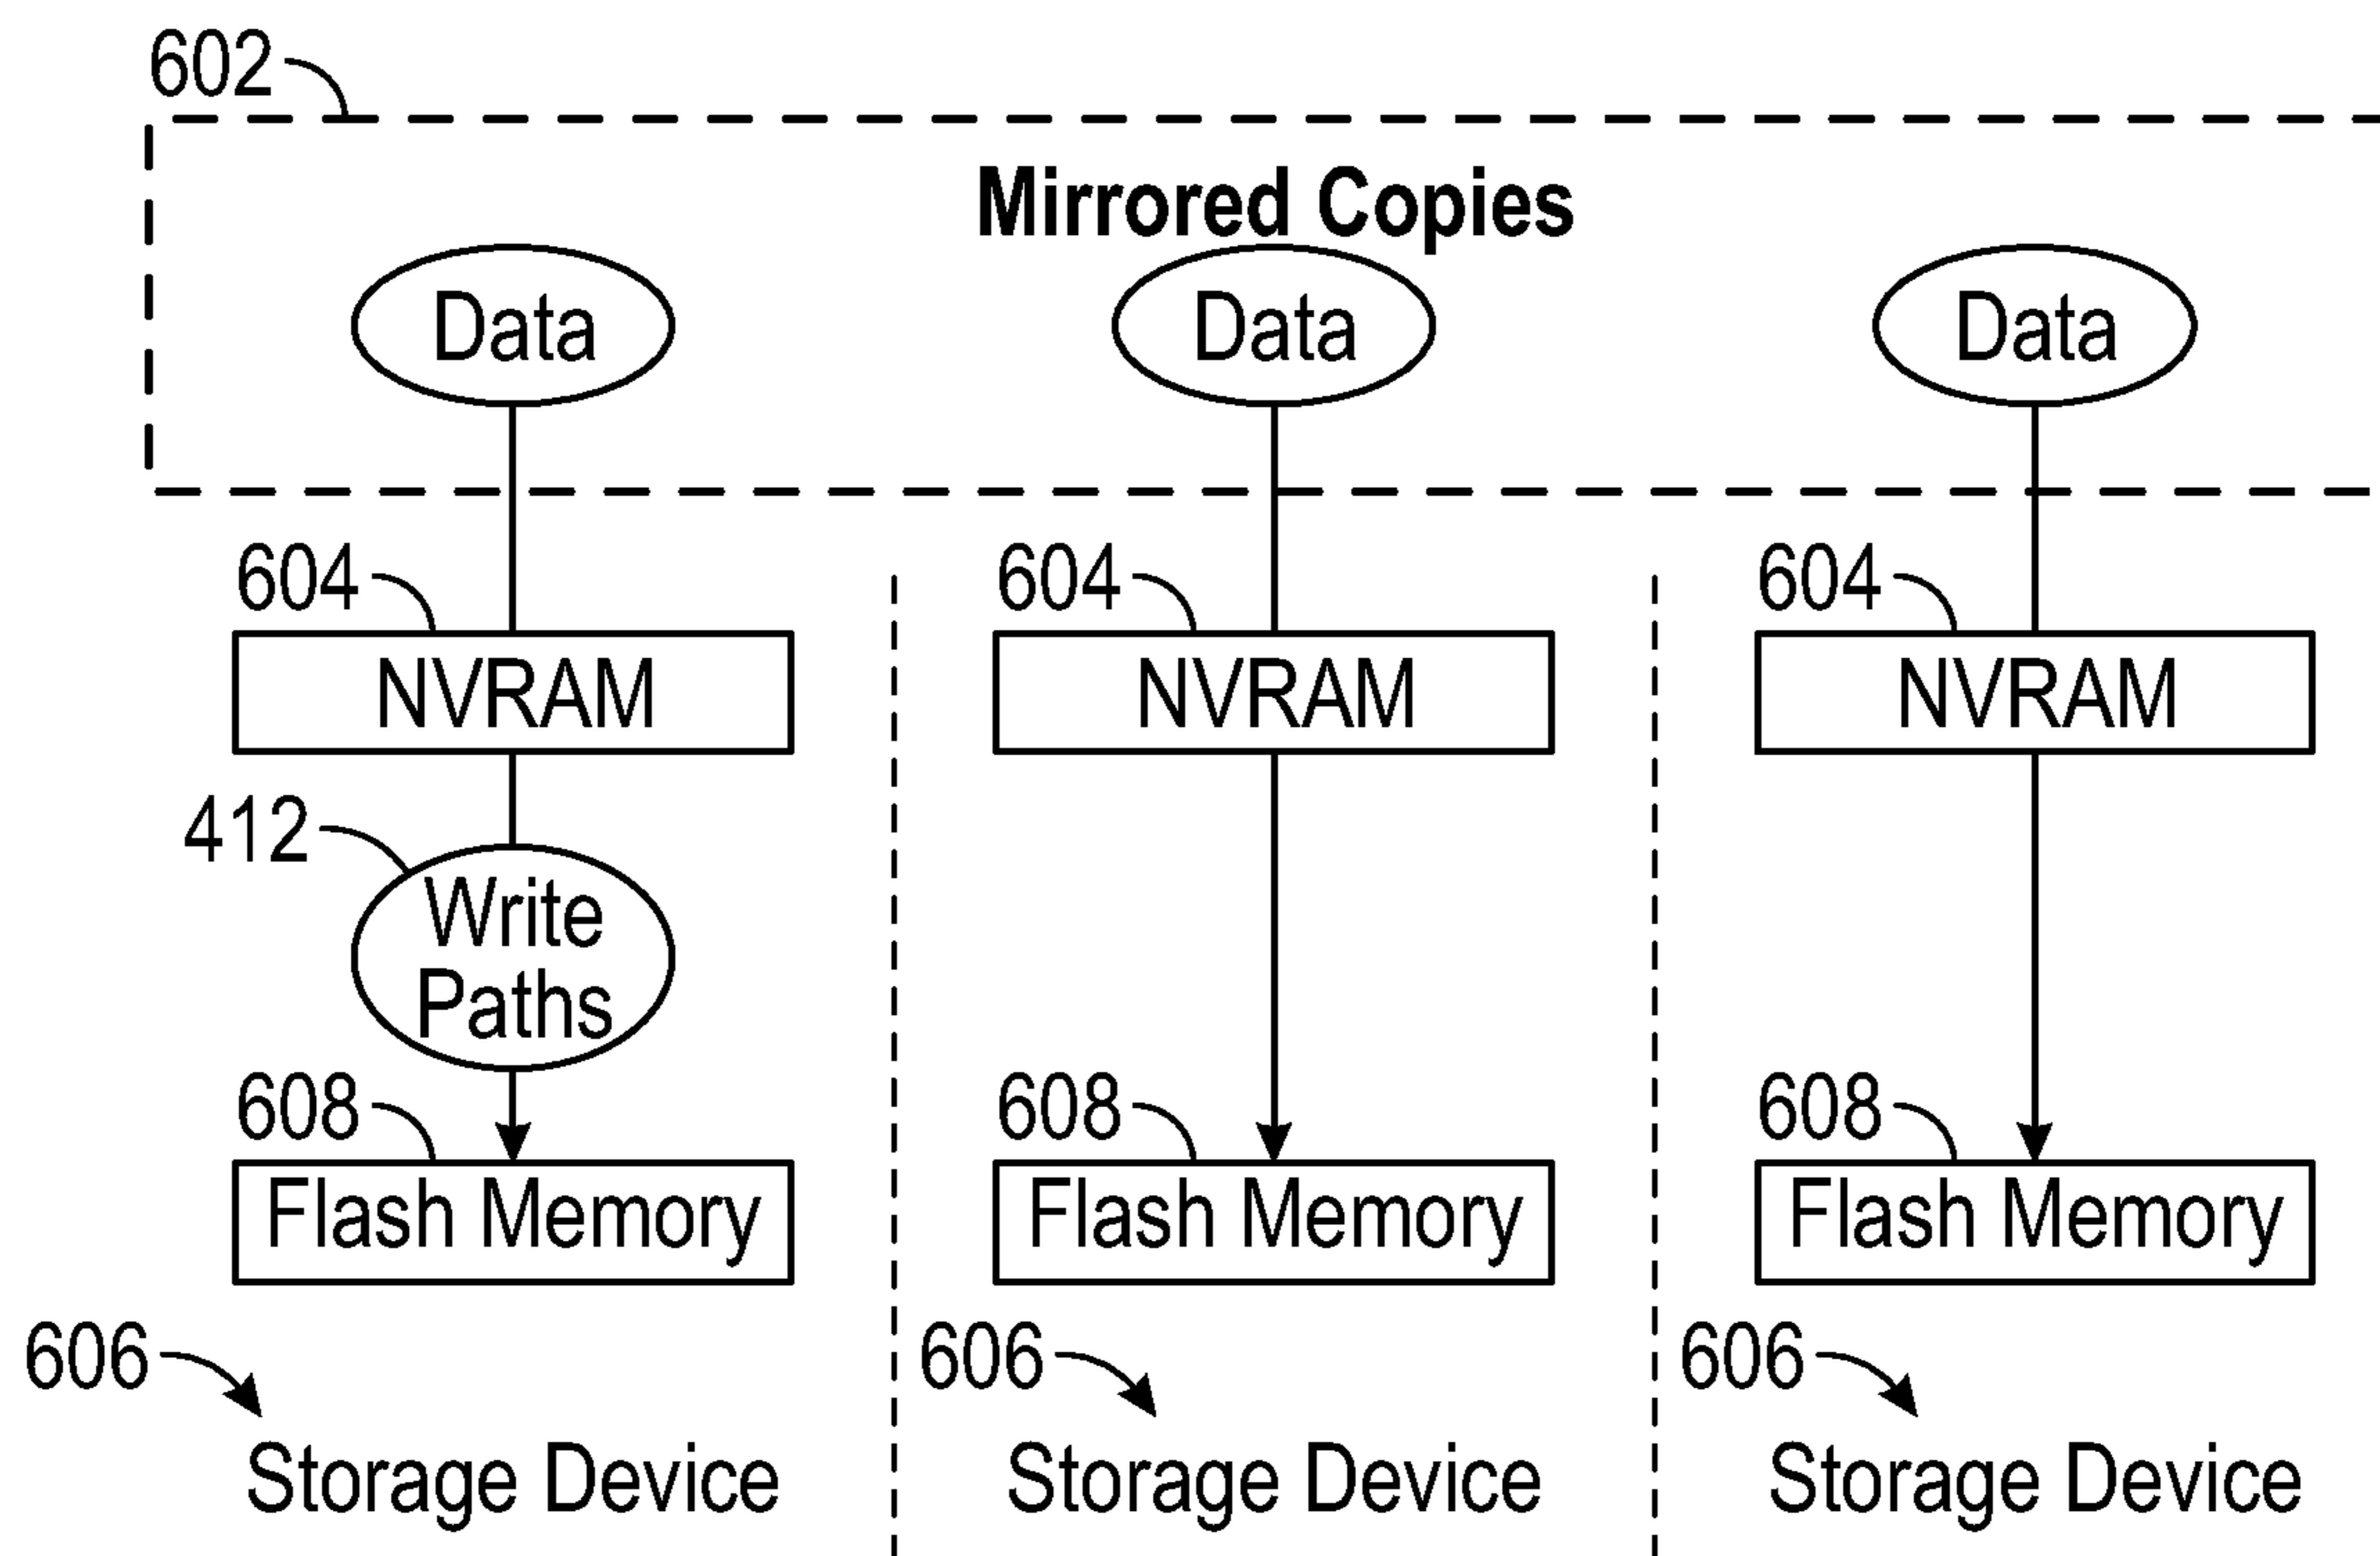 602
Mirrored Copies
Data Data Data
604 604 604
NVRAM NVRAM NVRAM
412
Write
Paths
608 608 608
Flash Memory Flash Memory Flash Memory
606 606 606
Storage Device Storage Device Storage Device